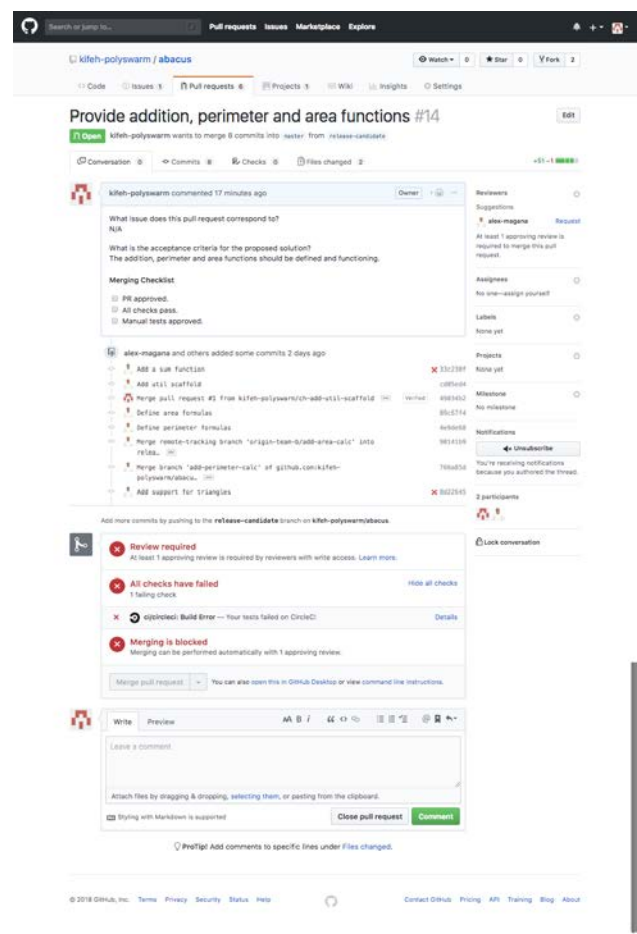 Search or jump to...
Pull requests Issues Marketplace Explore
kifeh-polyswarm / abacus
Watch 0 Star 0 Fork 2
Code Issues 5 Pull requests 6 Projects 5 Wiki Insights Settings
Provide addition, perimeter and area functions #14
Edit
Open kifeh-polyswarm wants to merge 8 commits into master from release-candidate
Conversation 0 Commits 8 Checks 0 Files changed 2
+51 −1
kifeh-polyswarm commented 17 minutes ago
Owner
What issue does this pull request correspond to?
N/A
What is the acceptance criteria for the proposed solution?
The addition, perimeter and area functions should be defined and functioning.
Merging Checklist
PR approved.
All checks pass.
Manual tests approved.
Reviewers
Suggestions
alex-magana Request
At least 1 approving review is
required to merge this pull
request.
Assignees
No one—assign yourself
Labels
None yet
Projects
None yet
Milestone
No milestone
Notifications
Unsubscribe
You're receiving notifications
because you authored the thread.
2 participants
Lock conversation
alex-magana and others added some commits 2 days ago
Add a sum function
Add util scaffold
Merge pull request #1 from kifeh-polyswarm/ch-add-util-scaffold
Verified
Define area formulas
Define perimeter formulas
Merge remote-tracking branch 'origin-team-b/add-area-calc' into
relea…
Merge branch 'add-perimeter-calc' of github.com:kifeh-
polyswarm/abacu…
Add support for triangles
Add more commits by pushing to the release-candidate branch on kifeh-polyswarm/abacus.
Review required
At least 1 approving review is required by reviewers with write access. Learn more.
All checks have failed
1 failing check
Hide all checks
ci/circleci: Build Error — Your tests failed on CircleCI
Details
Merging is blocked
Merging can be performed automatically with 1 approving review.
Merge pull request
You can also open this in GitHub Desktop or view command line instructions.
Write Preview
AA B i
Leave a comment
Attach files by dragging & dropping, selecting them, or pasting from the clipboard.
Styling with Markdown is supported
Close pull request Comment
ProTip! Add comments to specific lines under Files changed.
© 2018 GitHub, Inc. Terms Privacy Security Status Help
Contact GitHub Pricing API Training Blog About